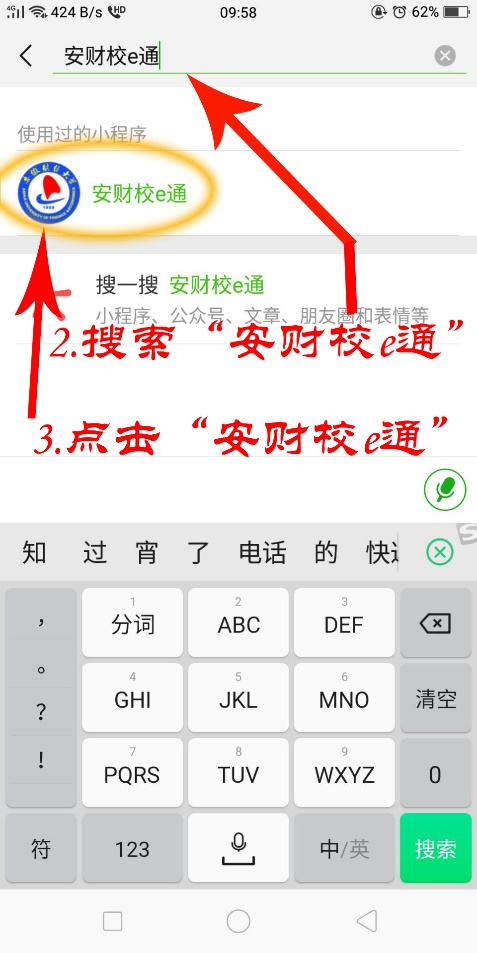 4G 424 B/s HD 09:58 62%
安财校e通
使用过的小程序
安财校e通
搜一搜 安财校e通
小程序、公众号、文章、朋友圈和表情等
2.搜索“安财校e通”
3.点击“安财校e通”
知 过 宵 了 电话 的
， 1 分词 2 ABC 3 DEF
。 4 GHI 5 JKL 6 MNO 清空
？
！ 7 PQRS 8 TUV 9 WXYZ 0
符 123 中/英 搜索